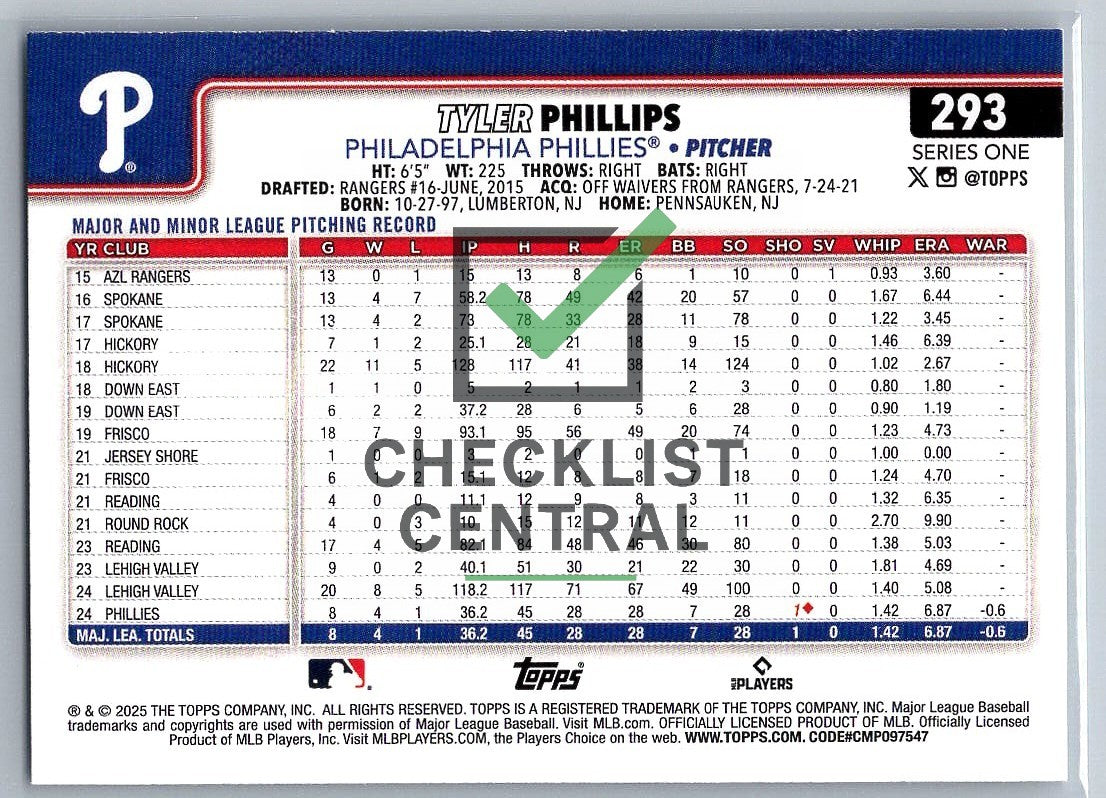 P®
TYLER PHILLIPS
293
PHILADELPHIA PHILLIES® • PITCHER
SERIES ONE
HT: 6'5" WT: 225 THROWS: RIGHT BATS: RIGHT
X @TOPPS
DRAFTED: RANGERS #16-JUNE, 2015 ACQ: OFF WAIVERS FROM RANGERS, 7-24-21
BORN: 10-27-97, LUMBERTON, NJ HOME: PENNSAUKEN, NJ
MAJOR AND MINOR LEAGUE PITCHING RECORD
YR CLUB G W L IP H R ER BB SO SHO SV WHIP ERA WAR
15 AZL RANGERS 13 0 1 15 13 8 6 1 10 0 1 0.93 3.60 -
16 SPOKANE 13 4 7 58.2 78 49 42 20 57 0 0 1.67 6.44 -
17 SPOKANE 13 4 2 73 78 33 28 11 78 0 0 1.22 3.45 -
17 HICKORY 7 1 2 25.1 28 21 18 9 15 0 0 1.46 6.39 -
18 HICKORY 22 11 5 128 117 41 38 14 124 0 0 1.02 2.67 -
18 DOWN EAST 1 1 0 5 2 1 1 2 3 0 0 0.80 1.80 -
19 DOWN EAST 6 2 2 37.2 28 6 5 6 28 0 0 0.90 1.19 -
19 FRISCO 18 7 9 93.1 95 56 49 20 74 0 0 1.23 4.73 -
21 JERSEY SHORE 1 0 0 3 2 0 0 1 1 0 0 1.00 0.00 -
21 FRISCO 6 1 2 15.1 12 8 8 7 18 0 0 1.24 4.70 -
21 READING 4 0 0 11.1 12 9 8 3 11 0 0 1.32 6.35 -
21 ROUND ROCK 4 0 3 10 15 12 11 12 11 0 0 2.70 9.90 -
23 READING 17 4 5 82.1 84 48 46 30 80 0 0 1.38 5.03 -
23 LEHIGH VALLEY 9 0 2 40.1 51 30 21 22 30 0 0 1.81 4.69 -
24 LEHIGH VALLEY 20 8 5 118.2 117 71 67 49 100 0 0 1.40 5.08 -
24 PHILLIES 8 4 1 36.2 45 28 28 7 28 1♦ 0 1.42 6.87 -0.6
MAJ. LEA. TOTALS 8 4 1 36.2 45 28 28 7 28 1 0 1.42 6.87 -0.6
CHECKLIST
CENTRAL
TOPPS®
MLB PLAYERS
® & © 2025 THE TOPPS COMPANY, INC. ALL RIGHTS RESERVED. TOPPS IS A REGISTERED TRADEMARK OF THE TOPPS COMPANY, INC. Major League Baseball
trademarks and copyrights are used with permission of Major League Baseball. Visit MLB.com. OFFICIALLY LICENSED PRODUCT OF MLB. Officially Licensed
Product of MLB Players, Inc. Visit MLBPLAYERS.COM, the Players Choice on the web. WWW.TOPPS.COM. CODE#CMP097547